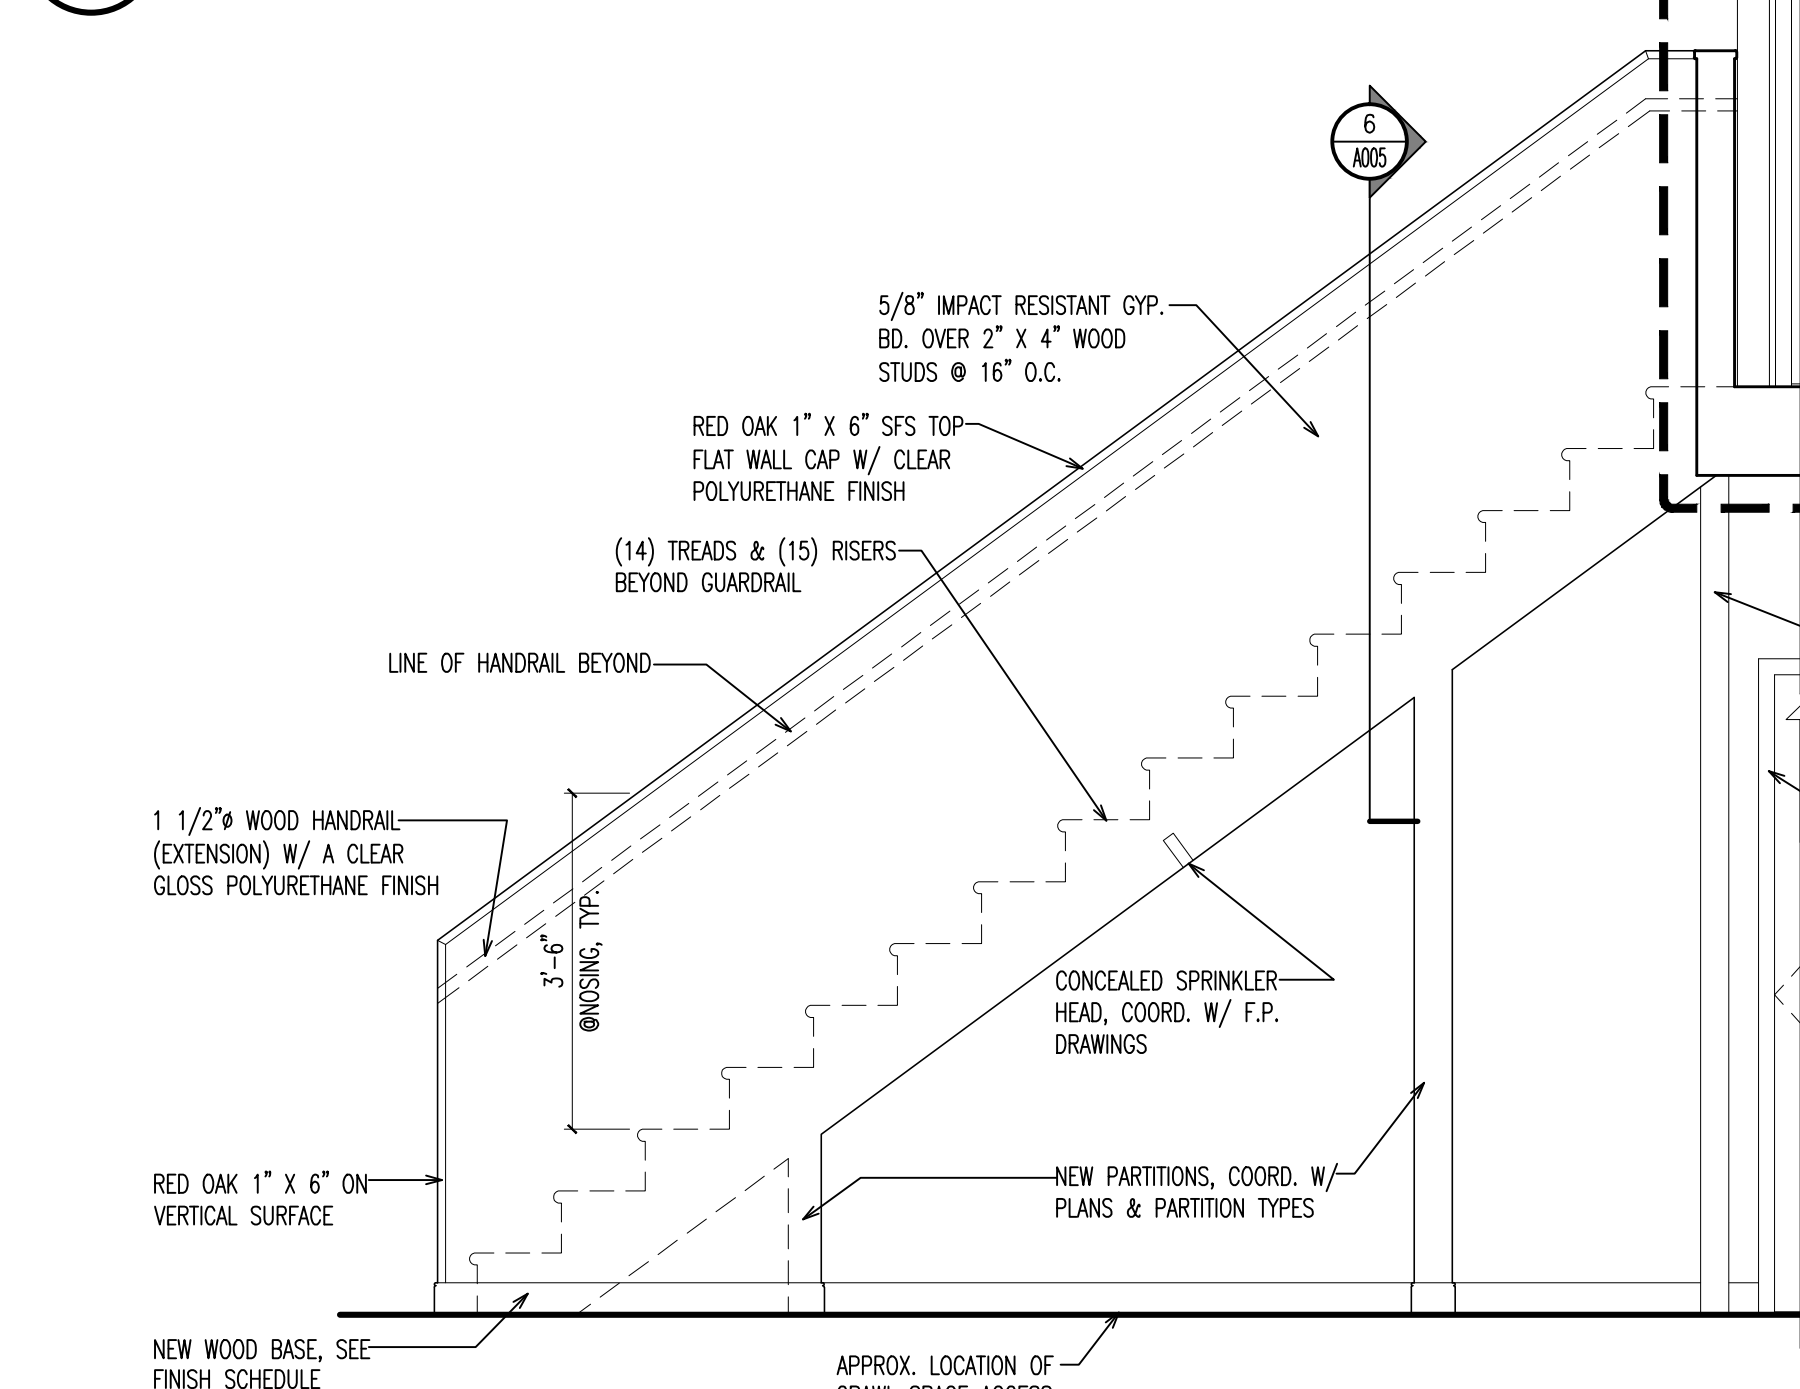 6
A005
5/8" IMPACT RESISTANT GYP.
BD. OVER 2" X 4" WOOD
STUDS @ 16" O.C.
RED OAK 1" X 6" SFS TOP
FLAT WALL CAP W/ CLEAR
POLYURETHANE FINISH
(14) TREADS & (15) RISERS
BEYOND GUARDRAIL
LINE OF HANDRAIL BEYOND
1 1/2"ø WOOD HANDRAIL
(EXTENSION) W/ A CLEAR
GLOSS POLYURETHANE FINISH
3'-6"
@NOSING, TYP.
CONCEALED SPRINKLER
HEAD, COORD. W/ F.P.
DRAWINGS
NEW PARTITIONS, COORD. W/
PLANS & PARTITION TYPES
RED OAK 1" X 6" ON
VERTICAL SURFACE
NEW WOOD BASE, SEE
FINISH SCHEDULE
APPROX. LOCATION OF
CRAWL SPACE ACCESS